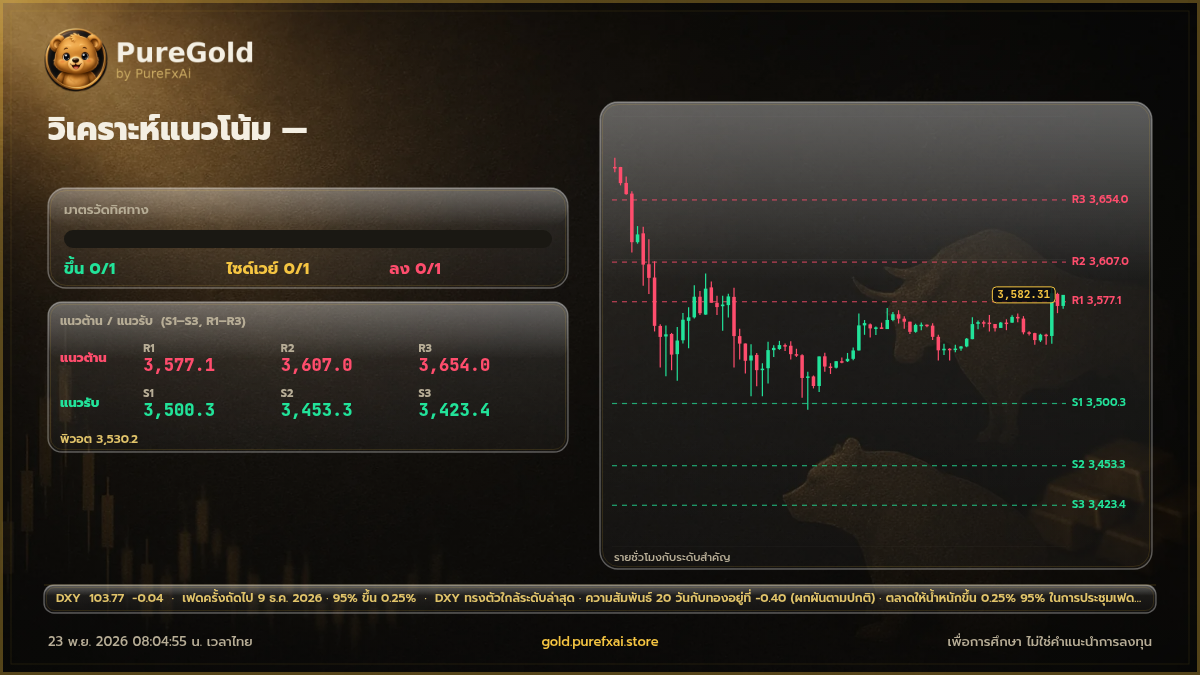 PureGold
by PureFxAi
วิเคราะห์แนวโน้ม —
มาตรวัดทิศทาง
ขึ้น 0/1 ไซด์เวย์ 0/1 ลง 0/1
แนวต้าน / แนวรับ (S1–S3, R1–R3)
R1 R2 R3
แนวต้าน 3,577.1 3,607.0 3,654.0
S1 S2 S3
แนวรับ 3,500.3 3,453.3 3,423.4
พิวอต 3,530.2
R3 3,654.0
R2 3,607.0
3,582.31
R1 3,577.1
S1 3,500.3
S2 3,453.3
S3 3,423.4
รายชั่วโมงกับระดับสำคัญ
DXY 103.77 -0.04 · เฟดครั้งถัดไป 9 ธ.ค. 2026 · 95% ขึ้น 0.25% · DXY ทรงตัวใกล้ระดับล่าสุด · ความสัมพันธ์ 20 วันกับทองอยู่ที่ -0.40 (ผกผันตามปกติ) · ตลาดให้น้ำหนักขึ้น 0.25% 95% ในการประชุมเฟด…
23 พ.ย. 2026 08:04:55 น. เวลาไทย
gold.purefxai.store
เพื่อการศึกษา ไม่ใช่คำแนะนำการลงทุน